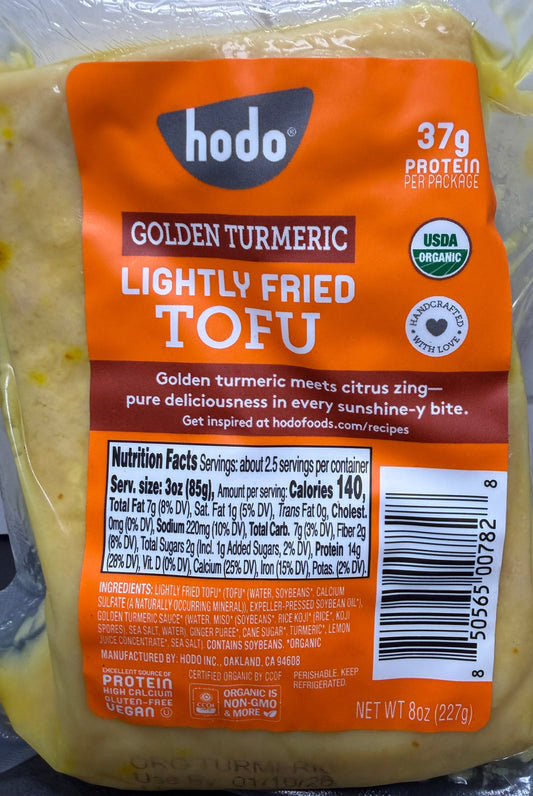 hodo®
37g
PROTEIN
PER PACKAGE
GOLDEN TURMERIC
USDA
ORGANIC
LIGHTLY FRIED
TOFU
HANDCRAFTED
WITH LOVE
Golden turmeric meets citrus zing—
pure deliciousness in every sunshine-y bite.
Get inspired at hodofoods.com/recipes
Nutrition Facts Servings: about 2.5 servings per container
Serv. size: 3oz (85g), Amount per serving: Calories 140,
Total Fat 7g (8% DV), Sat. Fat 1g (5% DV), Trans Fat 0g, Cholest.
0mg (0% DV), Sodium 220mg (10% DV), Total Carb. 7g (3% DV), Fiber 2g
(8% DV), Total Sugars 2g (Incl. 1g Added Sugars, 2% DV), Protein 14g
(28% DV), Vit. D (0% DV), Calcium (25% DV), Iron (15% DV), Potas. (2% DV).
8 50565 00782 8
INGREDIENTS: LIGHTLY FRIED TOFU* (TOFU* (WATER, SOYBEANS*, CALCIUM
SULFATE (A NATURALLY OCCURRING MINERAL)), EXPELLER-PRESSED SOYBEAN OIL*),
GOLDEN TURMERIC SAUCE* (WATER, MISO* (SOYBEANS*, RICE KOJI* (RICE*, KOJI
SPORES), SEA SALT, WATER), GINGER PUREE*, CANE SUGAR*, TURMERIC*, LEMON
JUICE CONCENTRATE*, SEA SALT). CONTAINS SOYBEANS. *ORGANIC
MANUFACTURED BY: HODO INC., OAKLAND, CA 94608
EXCELLENT SOURCE OF
PROTEIN
HIGH CALCIUM
GLUTEN-FREE
VEGAN U
CERTIFIED ORGANIC BY CCOF
CCOF
ORGANIC IS
NON-GMO
& MORE
PERISHABLE. KEEP
REFRIGERATED.
NET WT 8oz (227g)
ORG TURMERIC
Use By 01/10/26